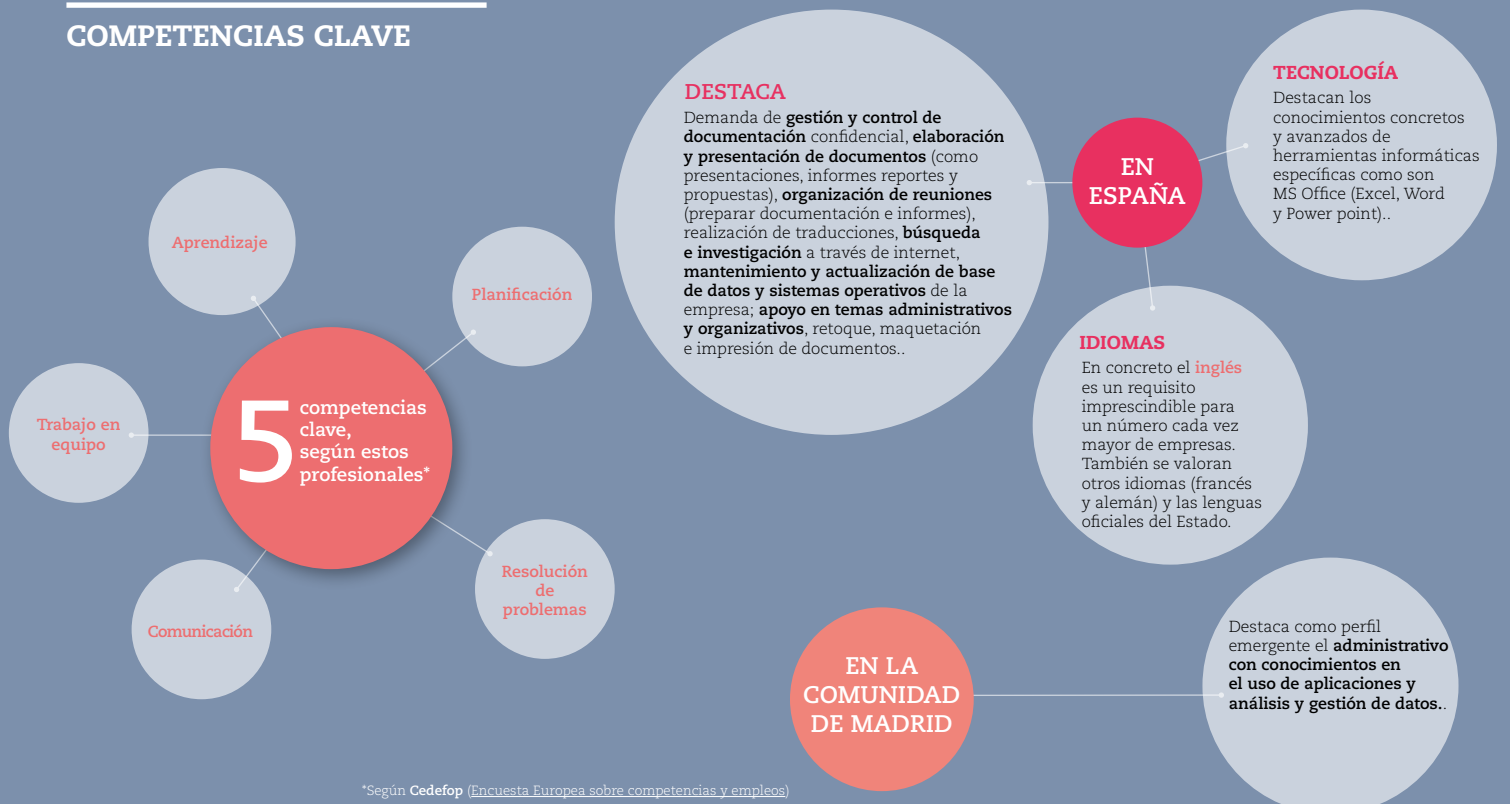 COMPETENCIAS CLAVE
Aprendizaje
Planificación
Trabajo en
equipo
5
competencias
clave,
según estos
profesionales*
Comunicación
Resolución
de
problemas
DESTACA
Demanda de gestión y control de
documentación confidencial, elaboración
y presentación de documentos (como
presentaciones, informes reportes y
propuestas), organización de reuniones
(preparar documentación e informes),
realización de traducciones, búsqueda
e investigación a través de internet,
mantenimiento y actualización de base
de datos y sistemas operativos de la
empresa; apoyo en temas administrativos
y organizativos, retoque, maquetación
e impresión de documentos..
EN
ESPAÑA
TECNOLOGÍA
Destacan los
conocimientos concretos
y avanzados de
herramientas informáticas
específicas como son
MS Office (Excel, Word
y Power point)..
IDIOMAS
En concreto el inglés
es un requisito
imprescindible para
un número cada vez
mayor de empresas.
También se valoran
otros idiomas (francés
y alemán) y las lenguas
oficiales del Estado.
EN LA
COMUNIDAD
DE MADRID
Destaca como perfil
emergente el administrativo
con conocimientos en
el uso de aplicaciones y
análisis y gestión de datos..
*Según Cedefop (Encuesta Europea sobre competencias y empleos)